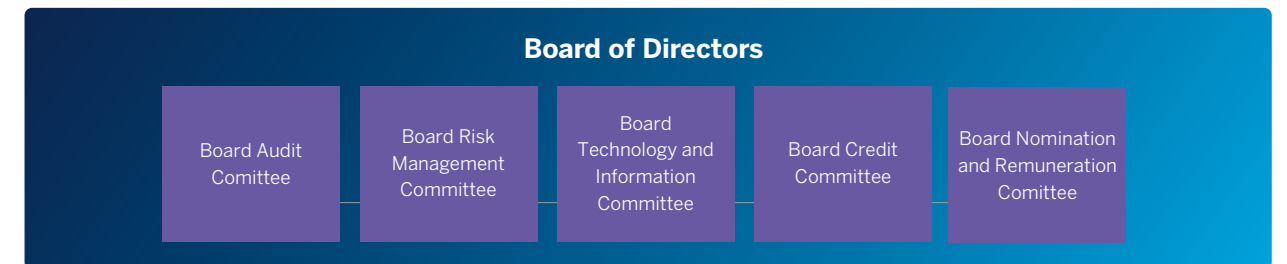 Board of Directors
Board Audit
Comittee
Board Risk
Management
Committee
Board
Technology and
Information
Committee
Board Credit
Committee
Board Nomination
and Remuneration
Comittee